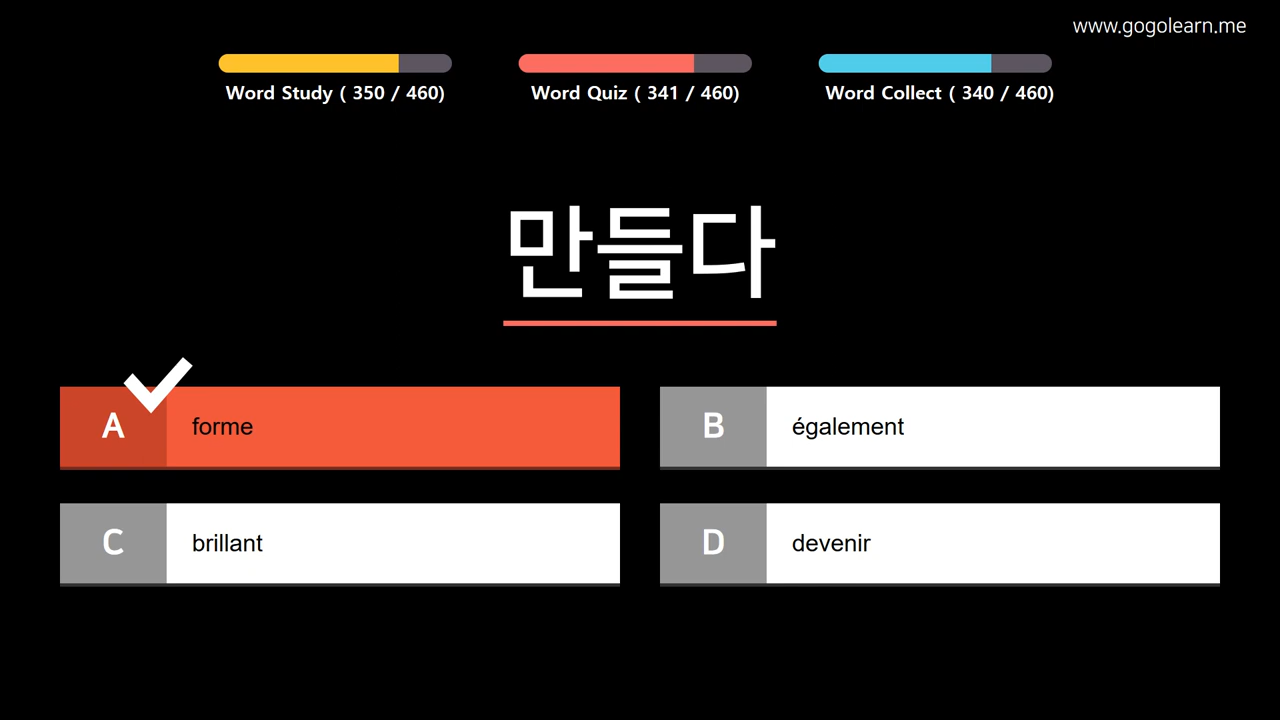 www.gogolearn.me
Word Study ( 350 / 460)
Word Quiz ( 341 / 460)
Word Collect ( 340 / 460)
만들다
A forme
B également
C brillant
D devenir